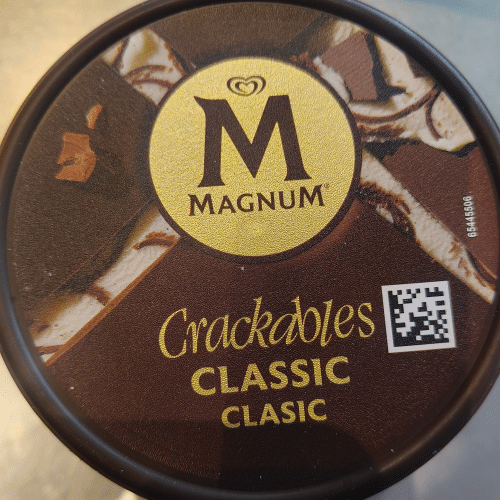 M
MAGNUM®
Crackables
CLASSIC
CLASIC
65445506